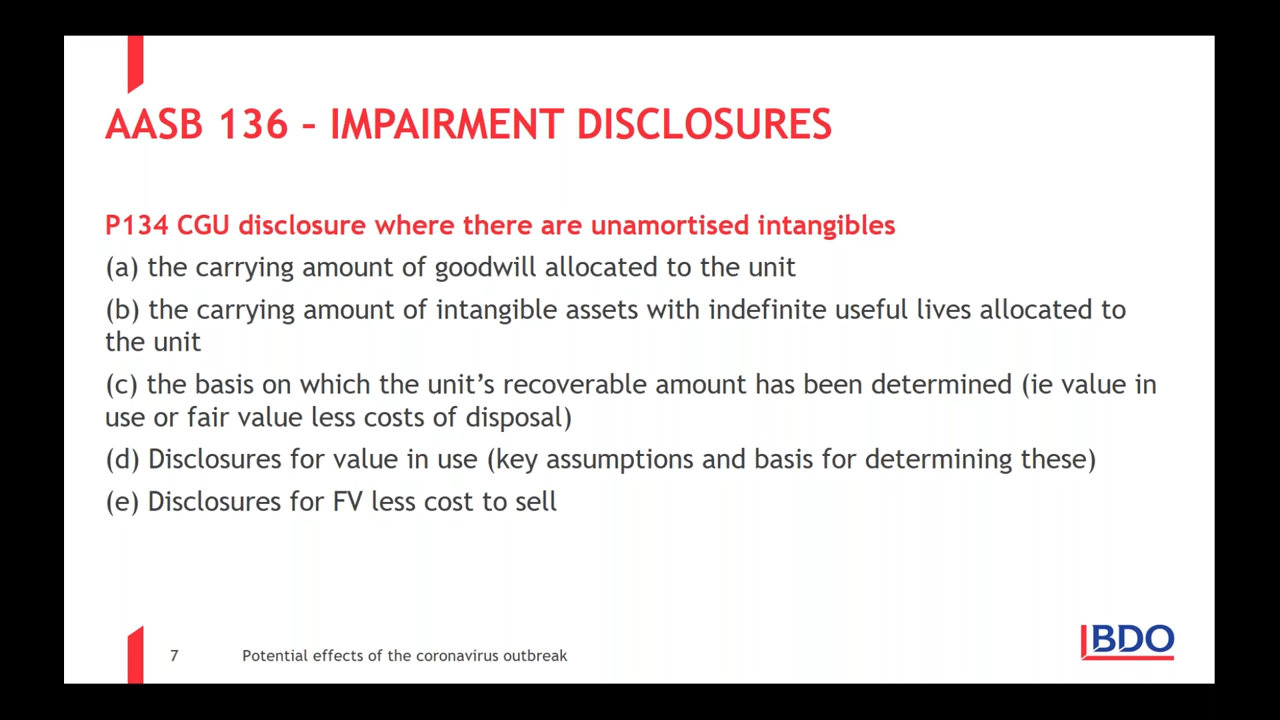 AASB 136 – IMPAIRMENT DISCLOSURES
P134 CGU disclosure where there are unamortised intangibles
(a) the carrying amount of goodwill allocated to the unit
(b) the carrying amount of intangible assets with indefinite useful lives allocated to
the unit
(c) the basis on which the unit’s recoverable amount has been determined (ie value in
use or fair value less costs of disposal)
(d) Disclosures for value in use (key assumptions and basis for determining these)
(e) Disclosures for FV less cost to sell
7 Potential effects of the coronavirus outbreak
BDO